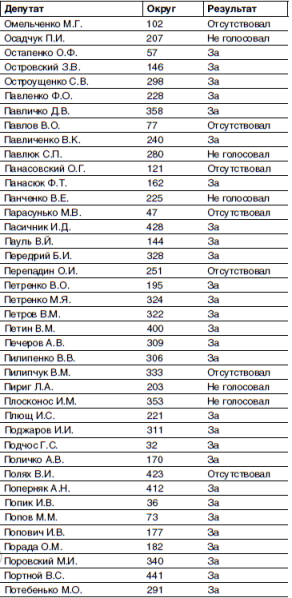 Депутат Округ Результат
Омельченко М.Г. 102 Отсутствовал
Осадчук П.И. 207 Не голосовал
Остапенко О.Ф. 57 За
Островский З.В. 146 За
Острощенко С.В. 298 За
Павленко Ф.О. 228 За
Павличко Д.В. 358 За
Павлов В.О. 77 Отсутствовал
Павличенко В.К. 240 За
Павлюк С.П. 280 Не голосовал
Панасовский О.Г. 121 Отсутствовал
Панасюк Ф.Т. 162 За
Панченко В.Е. 225 Не голосовал
Парасунько М.В. 47 Отсутствовал
Пасичник И.Д. 428 За
Пауль В.Й. 144 За
Передрий Б.И. 328 За
Перепадин О.И. 251 Отсутствовал
Петренко В.О. 195 За
Петренко М.Я. 324 За
Петров В.М. 322 За
Петин В.М. 400 За
Печеров А.В. 309 За
Пилипенко В.В. 306 За
Пилипчук В.М. 333 Отсутствовал
Пириг Л.А. 203 Не голосовал
Плосконос И.М. 353 Не голосовал
Плющ И.С. 221 За
Поджаров И.И. 311 За
Подчос Г.С. 32 За
Поличко А.В. 170 За
Полях В.И. 423 Отсутствовал
Поперняк А.Н. 412 За
Попик И.В. 36 За
Попов М.М. 73 За
Попович И.В. 177 За
Порада О.М. 182 За
Поровский М.И. 340 За
Портной В.С. 441 За
Потебенько М.О. 291 За